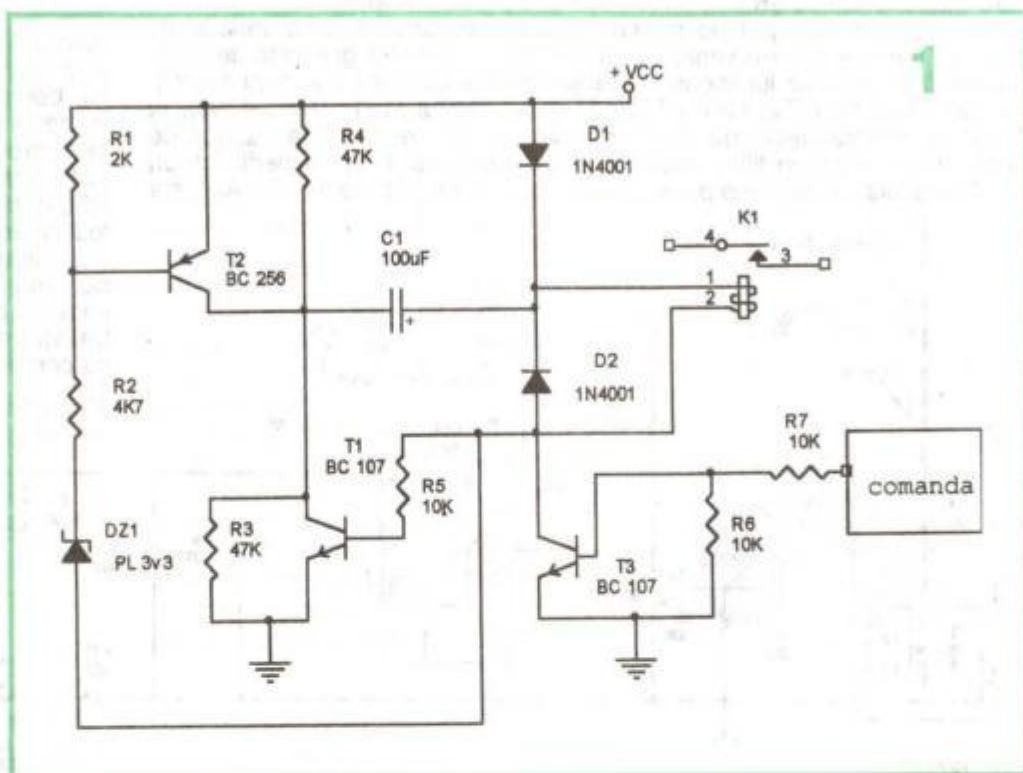 1
+ VCC
R1
2K
R4
47K
D1
1N4001
K1
4
3
C1
100uF
+
T2
BC 256
1
2
D2
1N4001
R2
4K7
R7
10K
T1
BC 107
R5
10K
comanda
R3
47K
R6
10K
DZ1
PL 3v3
T3
BC 107